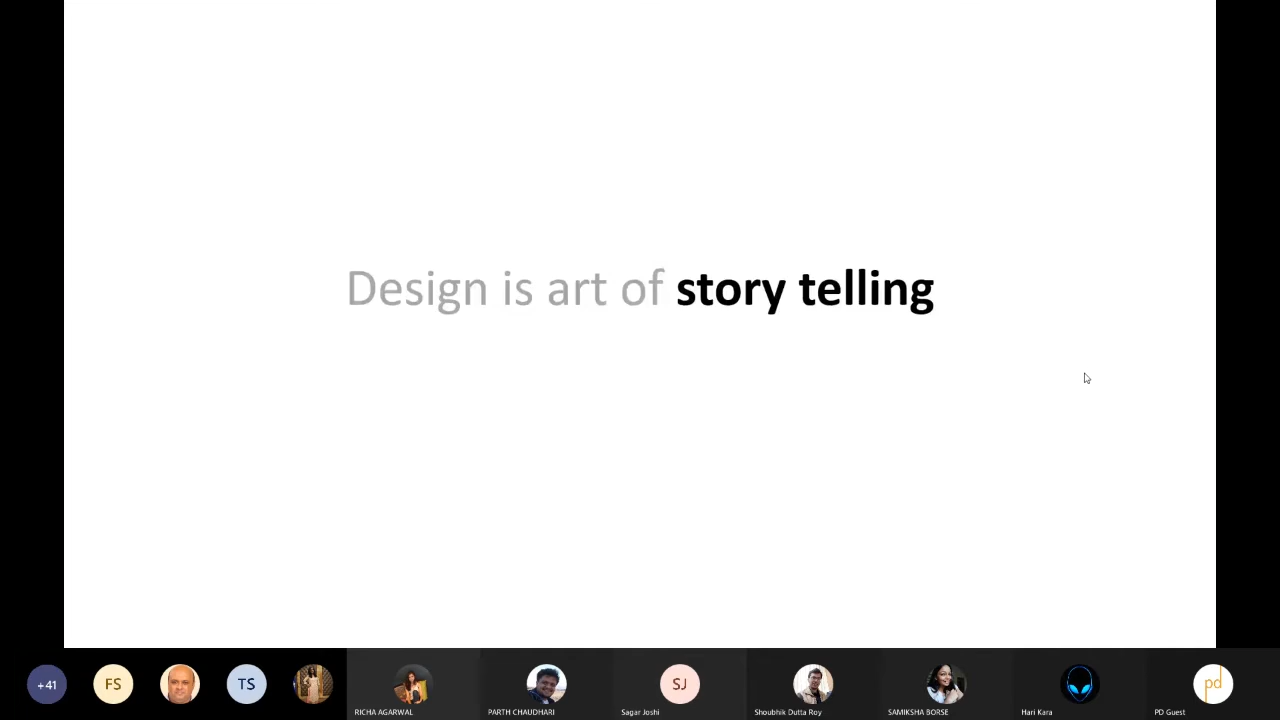 Design is art of story telling
+41
FS
TS
RICHA AGARWAL
PARTH CHAUDHARI
SJ
Sagar Joshi
Shoubhik Dutta Roy
SAMIKSHA BORSE
Hari Kara
pd
PD Guest